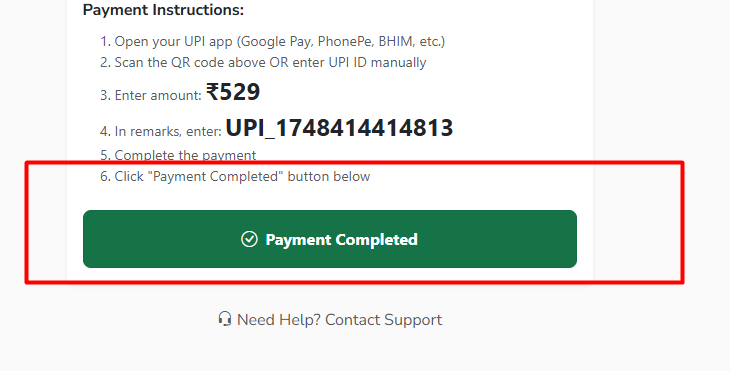 Payment Instructions:
1. Open your UPI app (Google Pay, PhonePe, BHIM, etc.)
2. Scan the QR code above OR enter UPI ID manually
3. Enter amount: ₹529
4. In remarks, enter: UPI_1748414414813
5. Complete the payment
6. Click "Payment Completed" button below
Payment Completed
Need Help? Contact Support